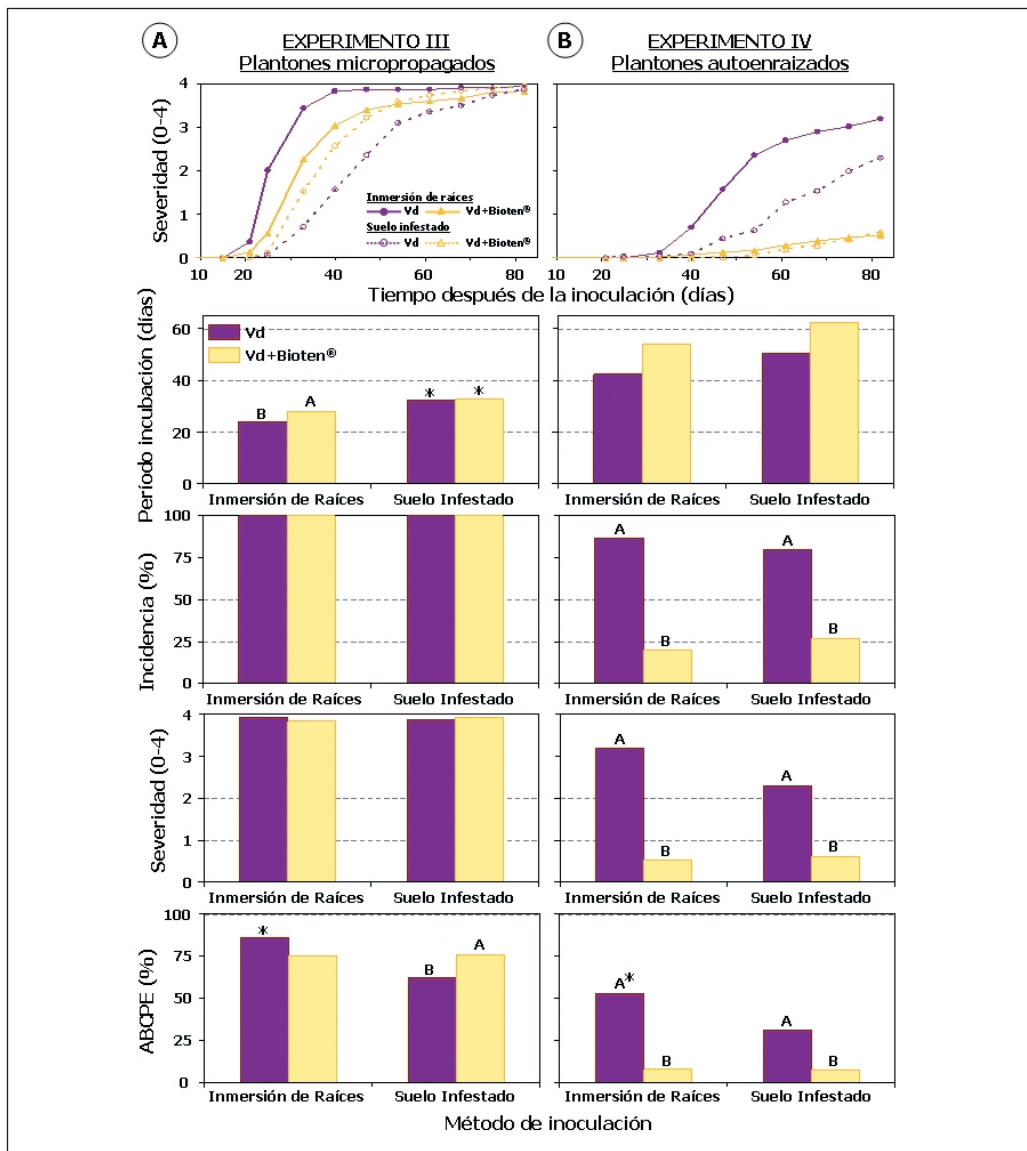 A
EXPERIMENTO III
Plantones micropropagados
B
EXPERIMENTO IV
Plantones autoenraizados
Severidad (0-4)
4
3
2
1
0
Inmersión de raíces
Vd
Vd+Bioten®
Suelo infestado
Vd
Vd+Bioten®
10 20 40 60 80
10 20 40 60 80
Tiempo después de la inoculación (días)
Período incubación (días)
60
40
20
0
Vd
Vd+Bioten®
B A * *
Inmersión de Raíces Suelo Infestado
Inmersión de Raíces Suelo Infestado
Incidencia (%)
100
75
50
25
0
A B A B
Inmersión de Raíces Suelo Infestado
Inmersión de Raíces Suelo Infestado
Severidad (0-4)
4
3
2
1
0
A B A B
Inmersión de Raíces Suelo Infestado
Inmersión de Raíces Suelo Infestado
ABCPE (%)
100
75
50
25
0
* B A
A* B A B
Inmersión de Raíces Suelo Infestado
Inmersión de Raíces Suelo Infestado
Método de inoculación